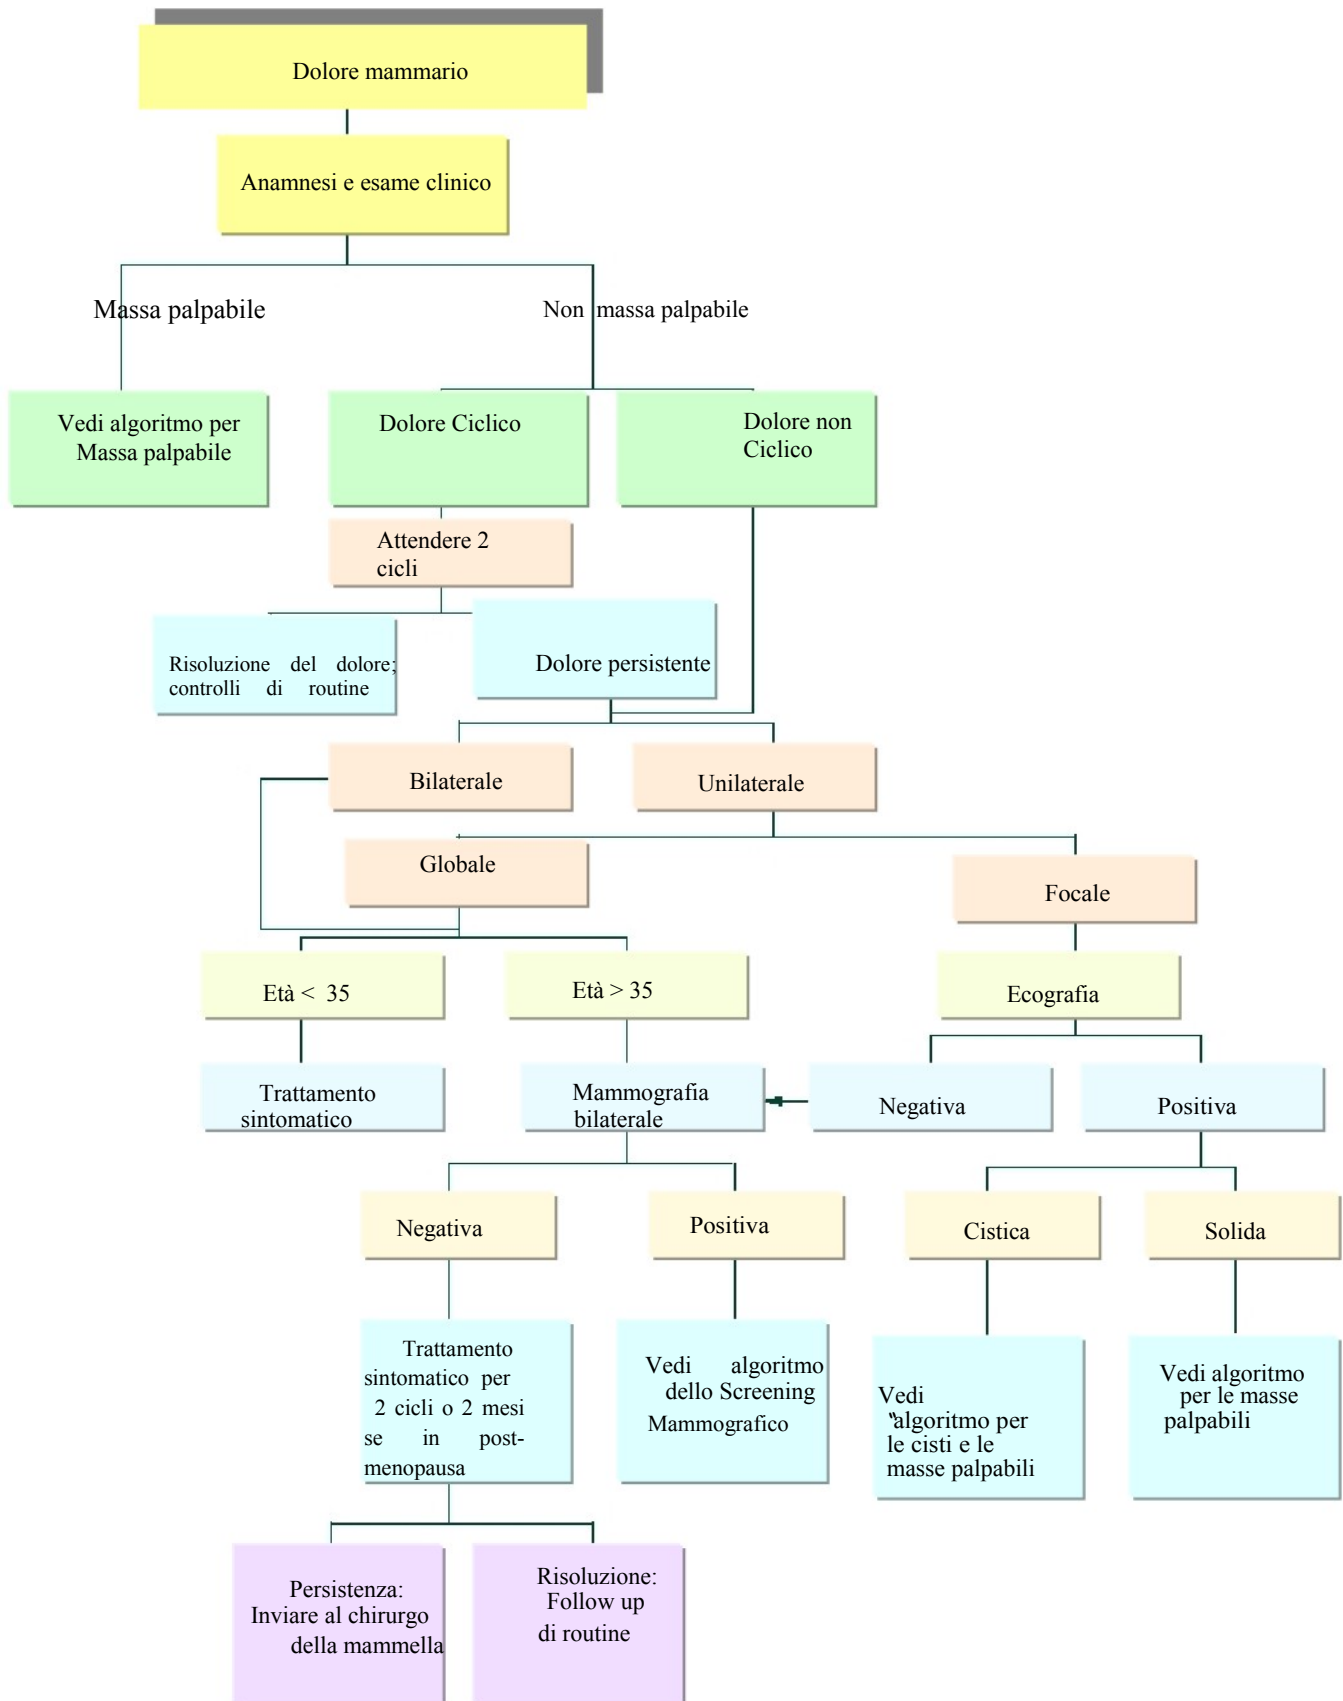 Dolore mammario
Anamnesi e esame clinico
Massa palpabile
Non massa palpabile
Vedi algoritmo per
Massa palpabile
Dolore Ciclico
Dolore non
Ciclico
Attendere 2
cicli
Risoluzione del dolore;
controlli di routine
Dolore persistente
Bilaterale
Unilaterale
Globale
Focale
Età < 35
Età > 35
Ecografia
Trattamento
sintomatico
Mammografia
bilaterale
Negativa
Positiva
Negativa
Positiva
Cistica
Solida
Trattamento
sintomatico per
2 cicli o 2 mesi
se in post-
menopausa
Vedi algoritmo
dello Screening
Mammografico
Vedi
“algoritmo per
le cisti e le
masse palpabili
Vedi algoritmo
per le masse
palpabili
Persistenza:
Inviare al chirurgo
della mammella
Risoluzione:
Follow up
di routine